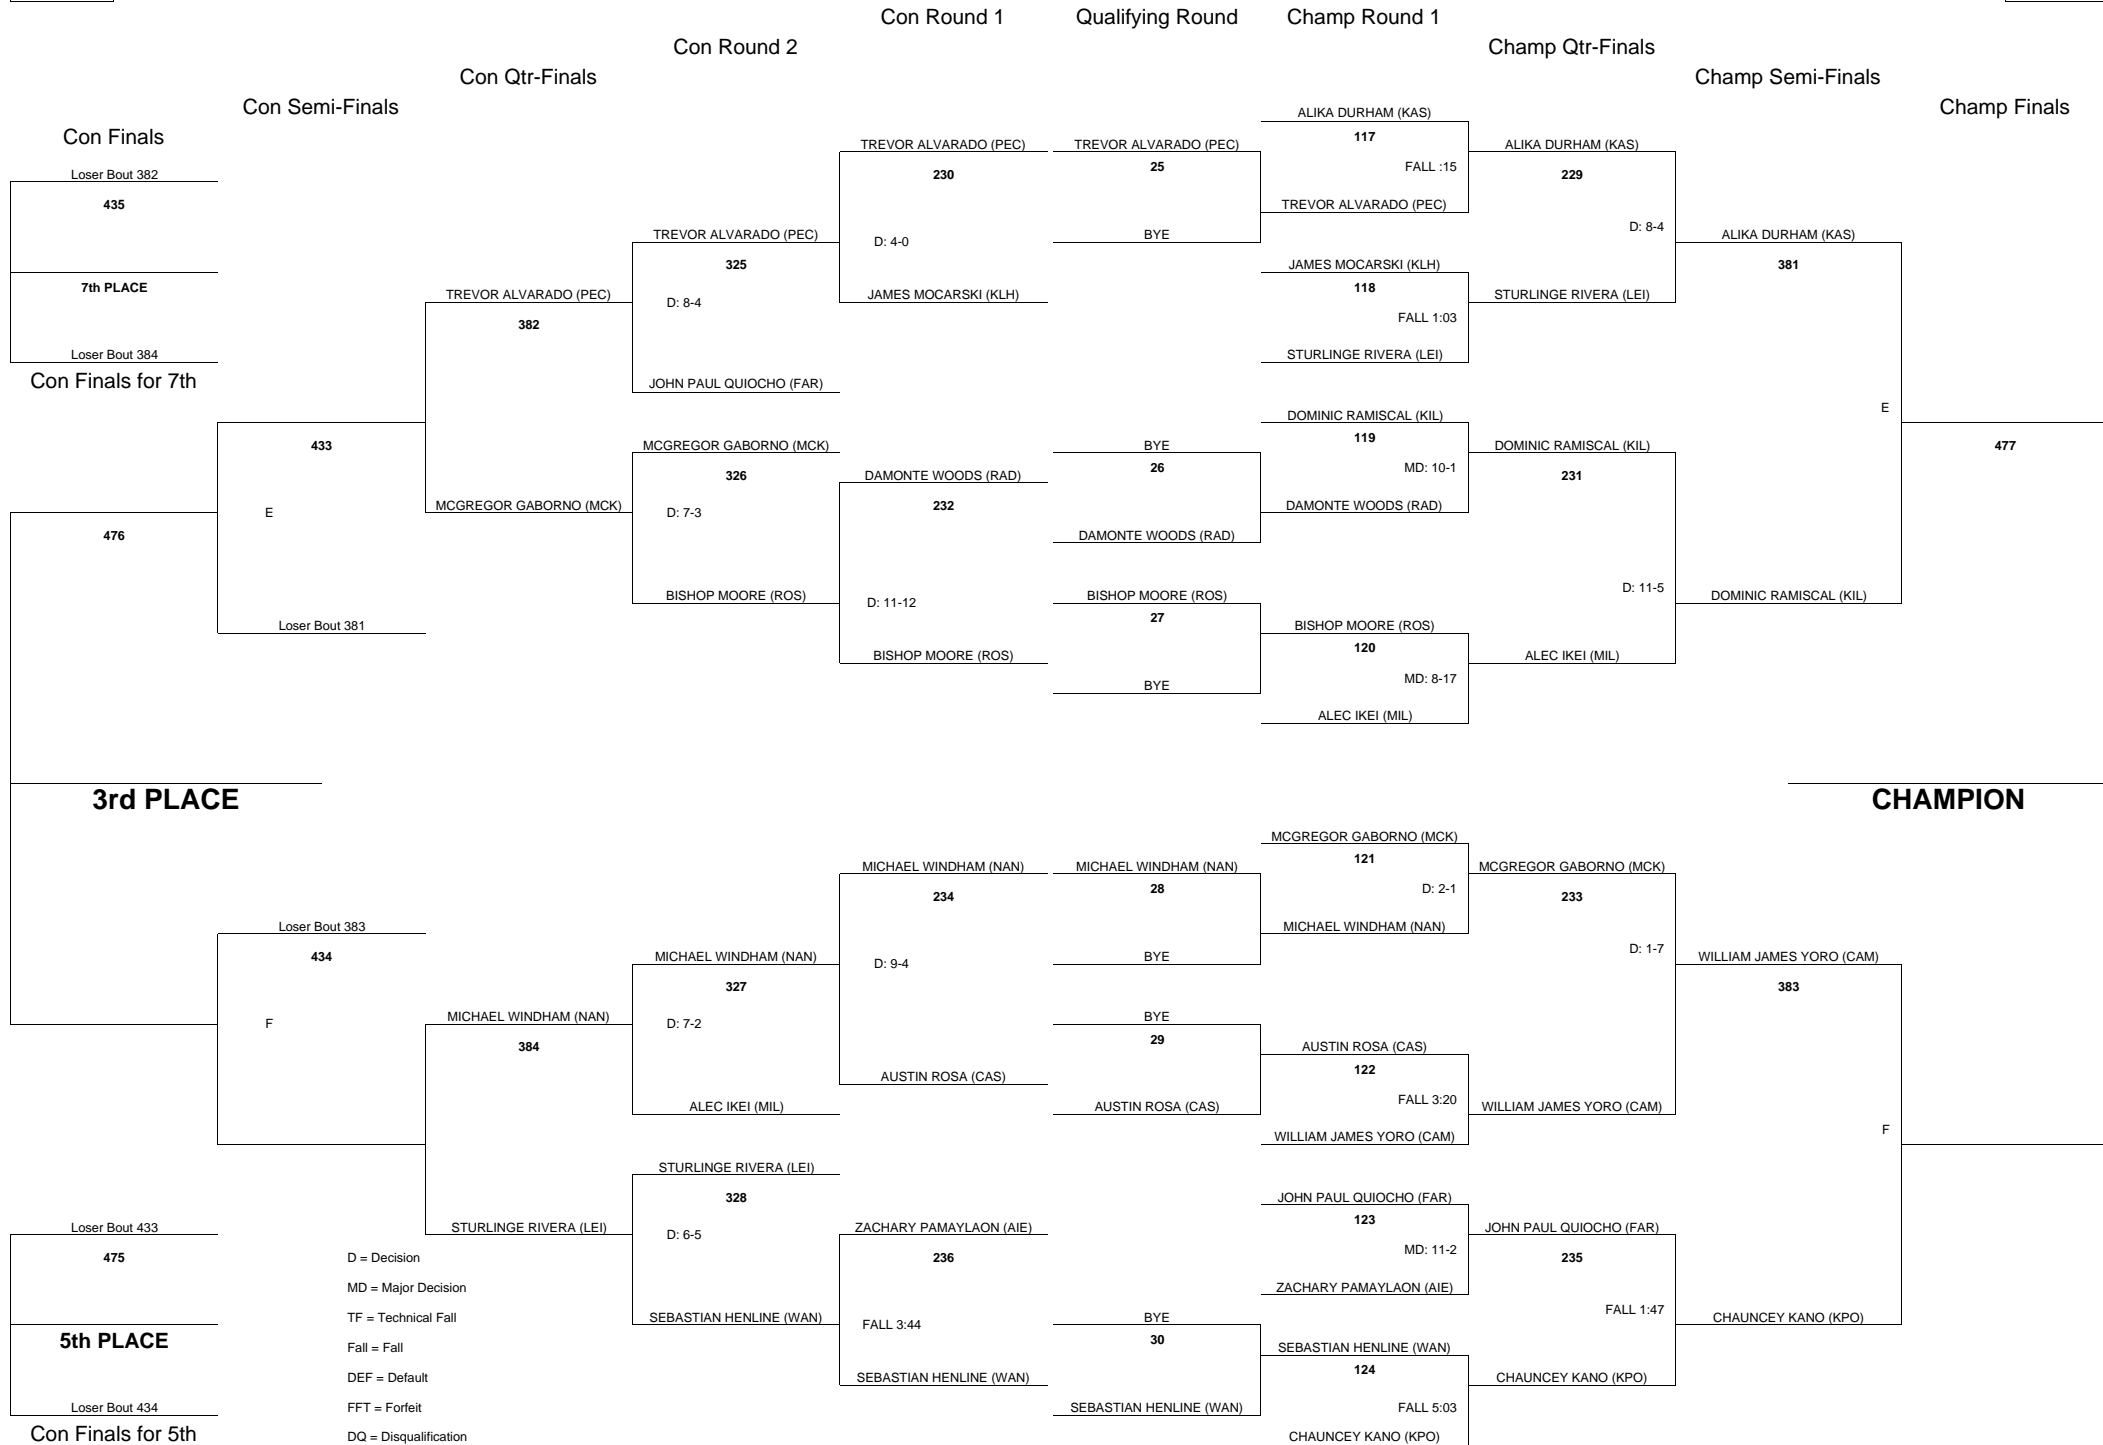 Con Round 1 Qualifying Round Champ Round 1
Con Round 2 Champ Qtr-Finals
Con Qtr-Finals Champ Semi-Finals
Con Semi-Finals Champ Finals
ALIKA DURHAM (KAS)
Con Finals 117
TREVOR ALVARADO (PEC) TREVOR ALVARADO (PEC) ALIKA DURHAM (KAS)
25 FALL :15
Loser Bout 382 230 229
435 TREVOR ALVARADO (PEC)
D: 8-4
TREVOR ALVARADO (PEC) D: 4-0 BYE ALIKA DURHAM (KAS)
325 JAMES MOCARSKI (KLH) 381
7th PLACE 118
TREVOR ALVARADO (PEC) D: 8-4 JAMES MOCARSKI (KLH) STURLINGE RIVERA (LEI)
382 FALL 1:03
Loser Bout 384 STURLINGE RIVERA (LEI)
Con Finals for 7th JOHN PAUL QUIOCHO (FAR)
E
DOMINIC RAMISCAL (KIL)
119
433 MCGREGOR GABORNO (MCK) BYE DOMINIC RAMISCAL (KIL) 477
26 MD: 10-1
326 DAMONTE WOODS (RAD) 231
MCGREGOR GABORNO (MCK) 232 DAMONTE WOODS (RAD)
E D: 7-3
476 DAMONTE WOODS (RAD)
D: 11-5
BISHOP MOORE (ROS) D: 11-12 BISHOP MOORE (ROS) DOMINIC RAMISCAL (KIL)
27
Loser Bout 381 BISHOP MOORE (ROS)
120
BISHOP MOORE (ROS) ALEC IKEI (MIL)
BYE MD: 8-17
ALEC IKEI (MIL)
3rd PLACE CHAMPION
MCGREGOR GABORNO (MCK)
121
MICHAEL WINDHAM (NAN) MICHAEL WINDHAM (NAN) MCGREGOR GABORNO (MCK)
28 D: 2-1
234 233
Loser Bout 383 MICHAEL WINDHAM (NAN)
D: 1-7
434 MICHAEL WINDHAM (NAN) D: 9-4 BYE WILLIAM JAMES YORO (CAM)
327 383
MICHAEL WINDHAM (NAN) BYE
F D: 7-2
384 29 AUSTIN ROSA (CAS)
122
AUSTIN ROSA (CAS)
FALL 3:20
ALEC IKEI (MIL) AUSTIN ROSA (CAS) WILLIAM JAMES YORO (CAM)
F
WILLIAM JAMES YORO (CAM)
STURLINGE RIVERA (LEI)
328 JOHN PAUL QUIOCHO (FAR)
123
Loser Bout 433 STURLINGE RIVERA (LEI) D: 6-5 ZACHARY PAMAYLAON (AIE) JOHN PAUL QUIOCHO (FAR)
MD: 11-2
475 D = Decision 236 235
MD = Major Decision ZACHARY PAMAYLAON (AIE)
FALL 1:47
TF = Technical Fall SEBASTIAN HENLINE (WAN) FALL 3:44 BYE CHAUNCEY KANO (KPO)
5th PLACE 30
Fall = Fall SEBASTIAN HENLINE (WAN)
124
DEF = Default SEBASTIAN HENLINE (WAN) CHAUNCEY KANO (KPO)
Loser Bout 434 FFT = Forfeit SEBASTIAN HENLINE (WAN) FALL 5:03
Con Finals for 5th DQ = Disqualification CHAUNCEY KANO (KPO)